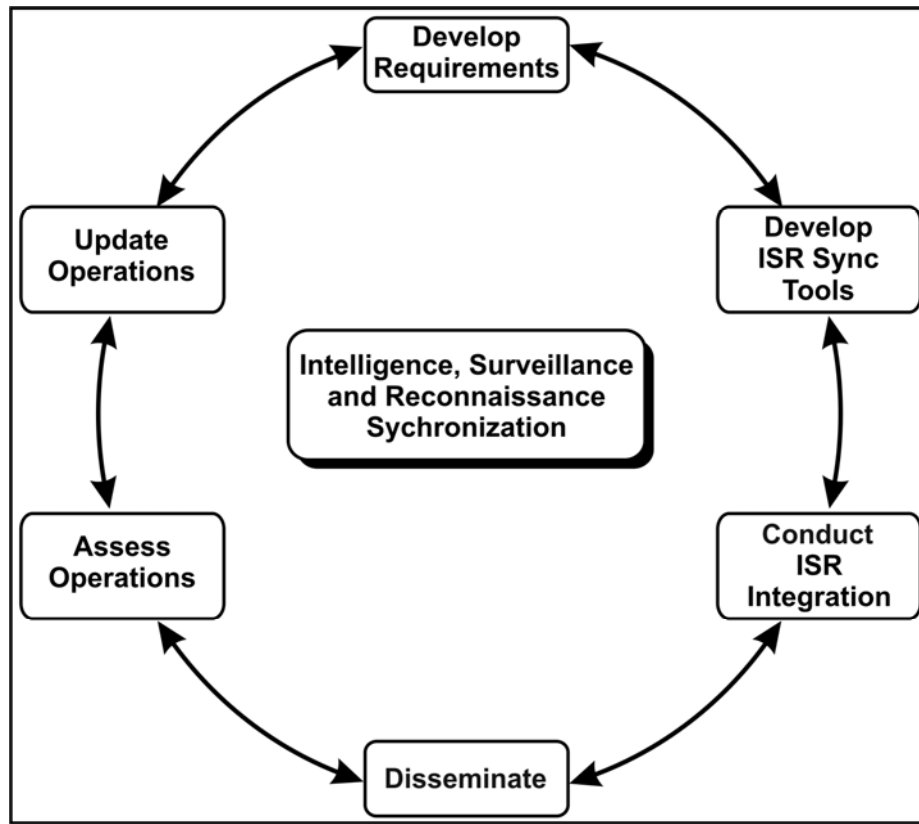 Develop
Requirements
Update
Operations
Develop
ISR Sync
Tools
Intelligence, Surveillance
and Reconnaissance
Sychronization
Assess
Operations
Conduct
ISR
Integration
Disseminate